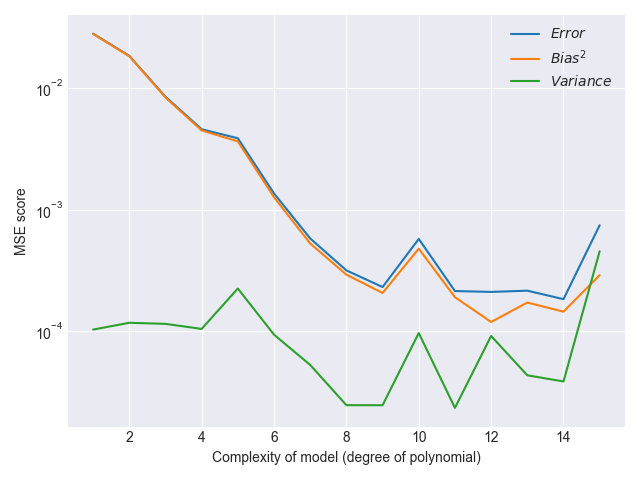 Error
Bias²
Variance
10⁻²
10⁻³
10⁻⁴
MSE score
2 4 6 8 10 12 14
Complexity of model (degree of polynomial)